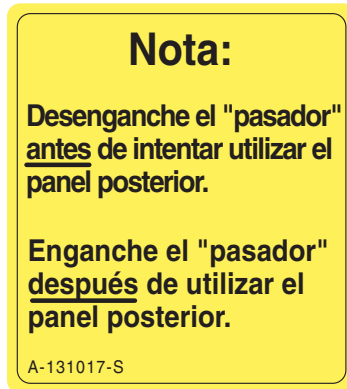 Nota:
Desenganche el "pasador"
antes de intentar utilizar el
panel posterior.
Enganche el "pasador"
después de utilizar el
panel posterior.
A-131017-S